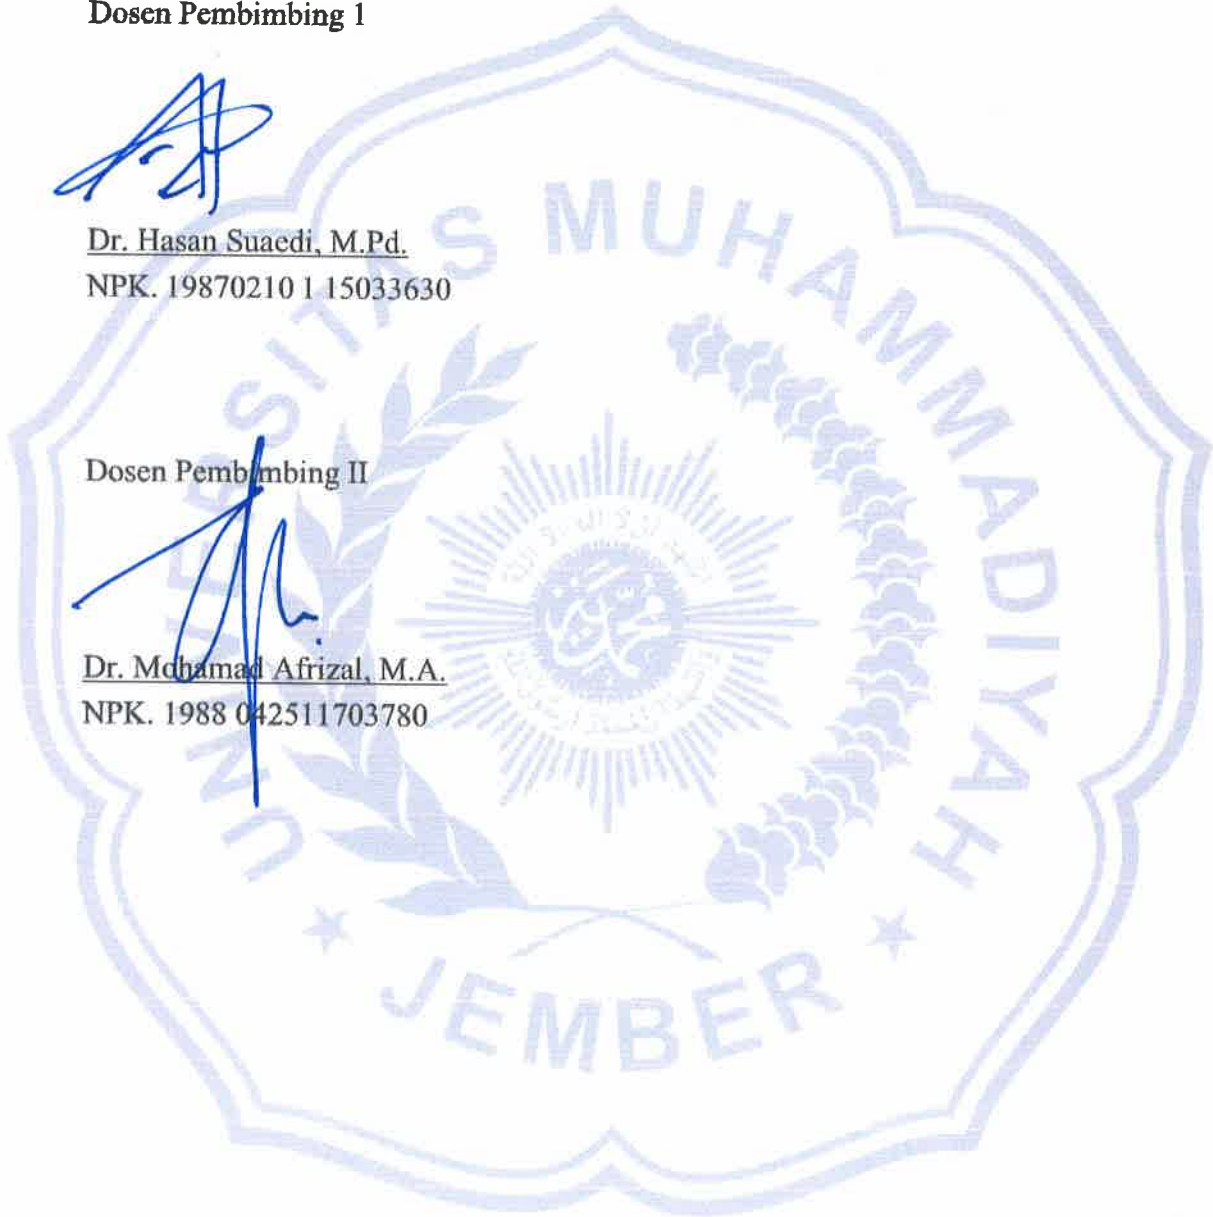 Dosen Pembimbing 1
Dr. Hasan Suaedi, M.Pd.
NPK. 19870210 1 15033630
Dosen Pembimbing II
Dr. Mohamad Afrizal, M.A.
NPK. 1988 042511703780
UNIVERSITAS MUHAMMADIYAH
JEMBER